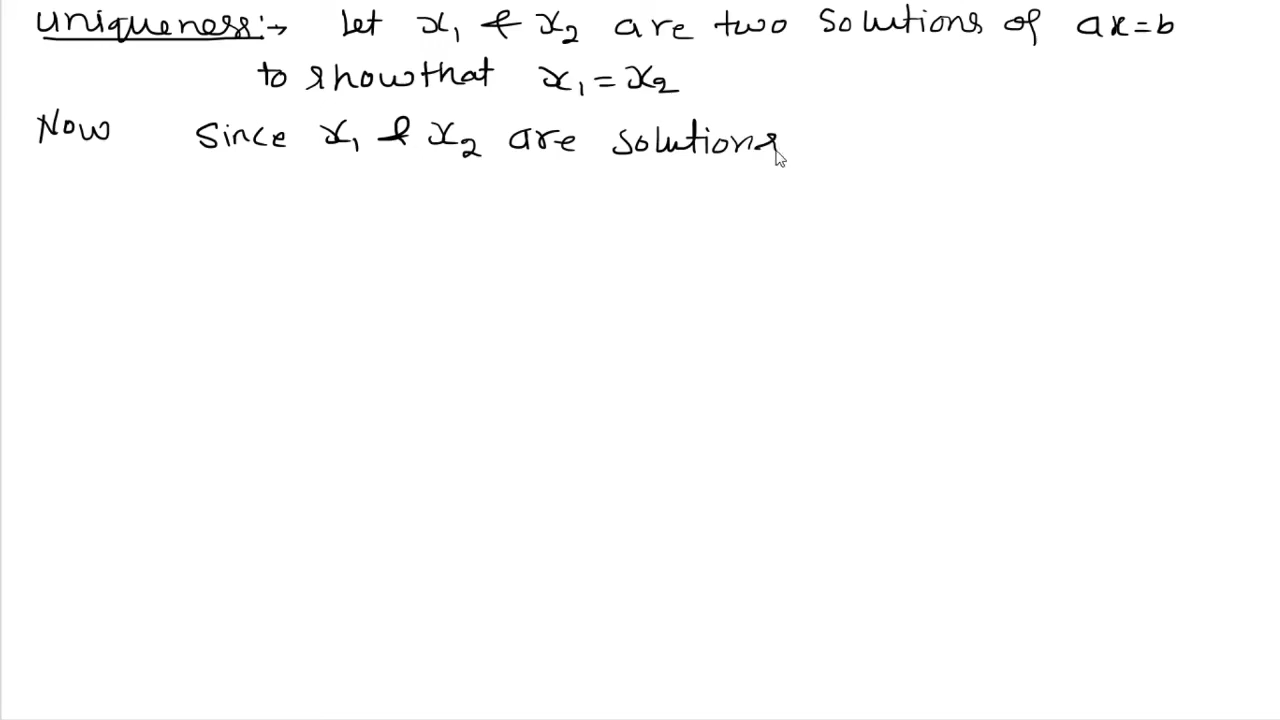 Uniqueness:→ Let x₁ & x₂ are two solutions of ax=b
to show that x₁ = x₂
Now Since x₁ & x₂ are solutions